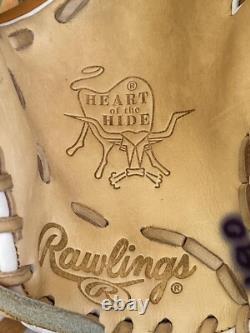 ®
HEART
of the
HIDE
Rawlings
R ®